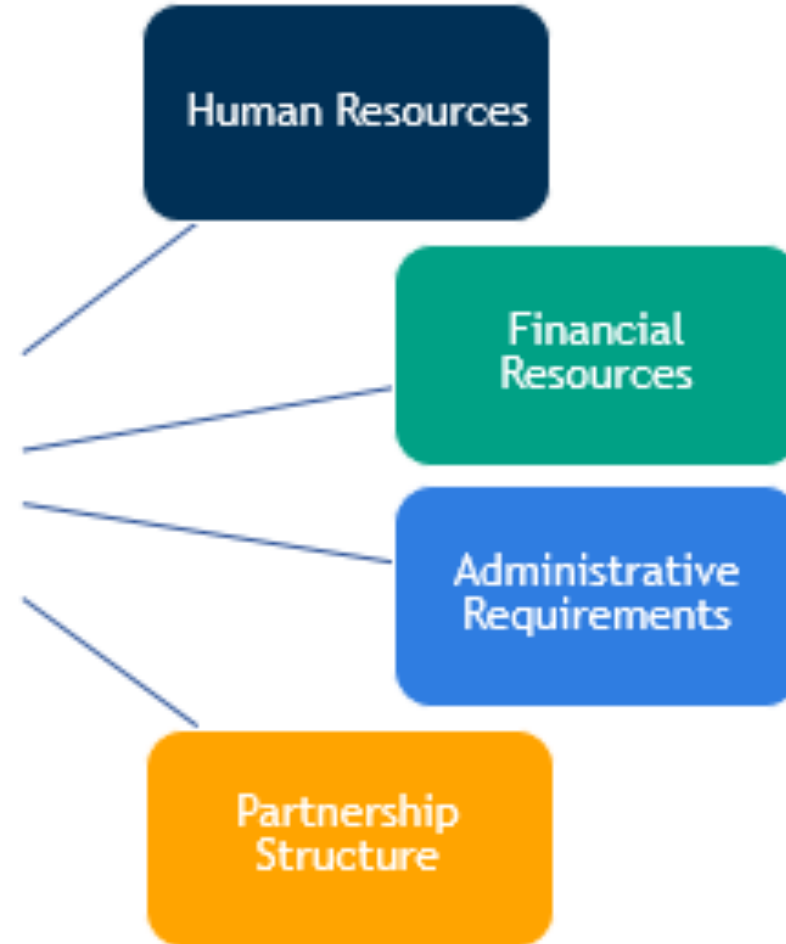 Human Resources
Financial
Resources
Administrative
Requirements
Partnership
Structure